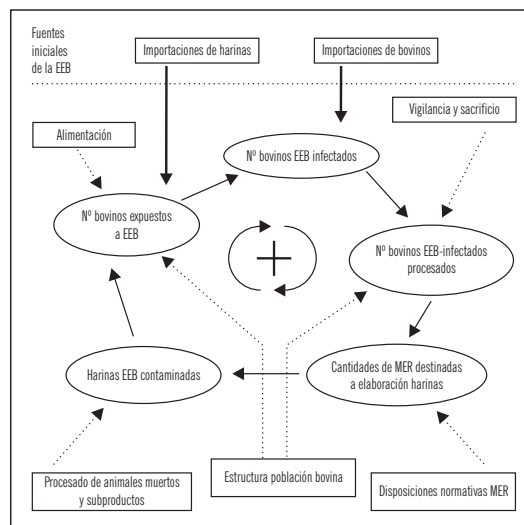 Fuentes
iniciales
de la EEB
Importaciones de harinas
Importaciones de bovinos
Vigilancia y sacrificio
Alimentación
Nº bovinos EEB infectados
Nº bovinos expuestos
a EEB
Nº bovinos EEB-infectados
procesados
Harinas EEB contaminadas
Cantidades de MER destinadas
a elaboración harinas
Procesado de animales muertos
y subproductos
Estructura población bovina
Disposiciones normativas MER